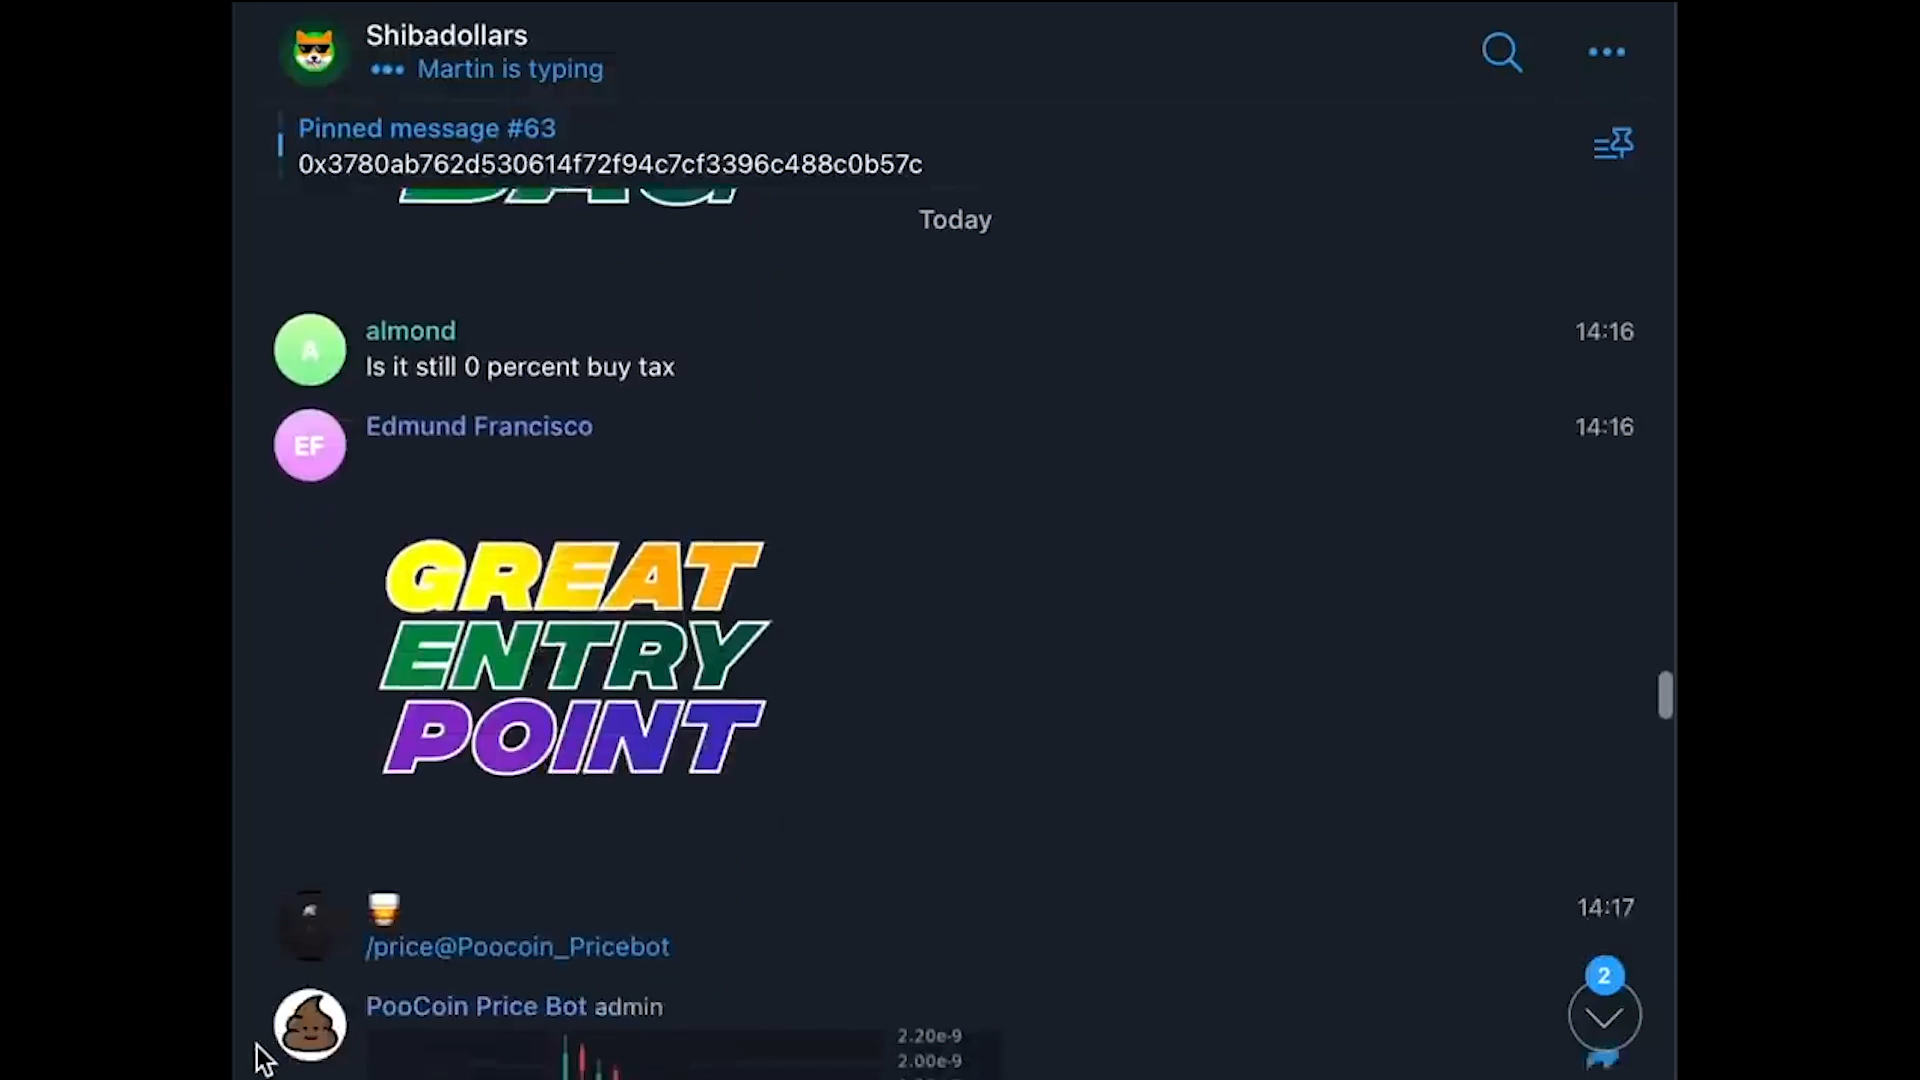 Shibadollars
Martin is typing
Pinned message #63
0x3780ab762d530614f72f94c7cf3396c488c0b57c
Today
A
almond
14:16
Is it still 0 percent buy tax
EF
Edmund Francisco
14:16
GREAT
ENTRY
POINT
14:17
/price@Poocoin_Pricebot
2
PooCoin Price Bot admin
2.20e-9
2.00e-9